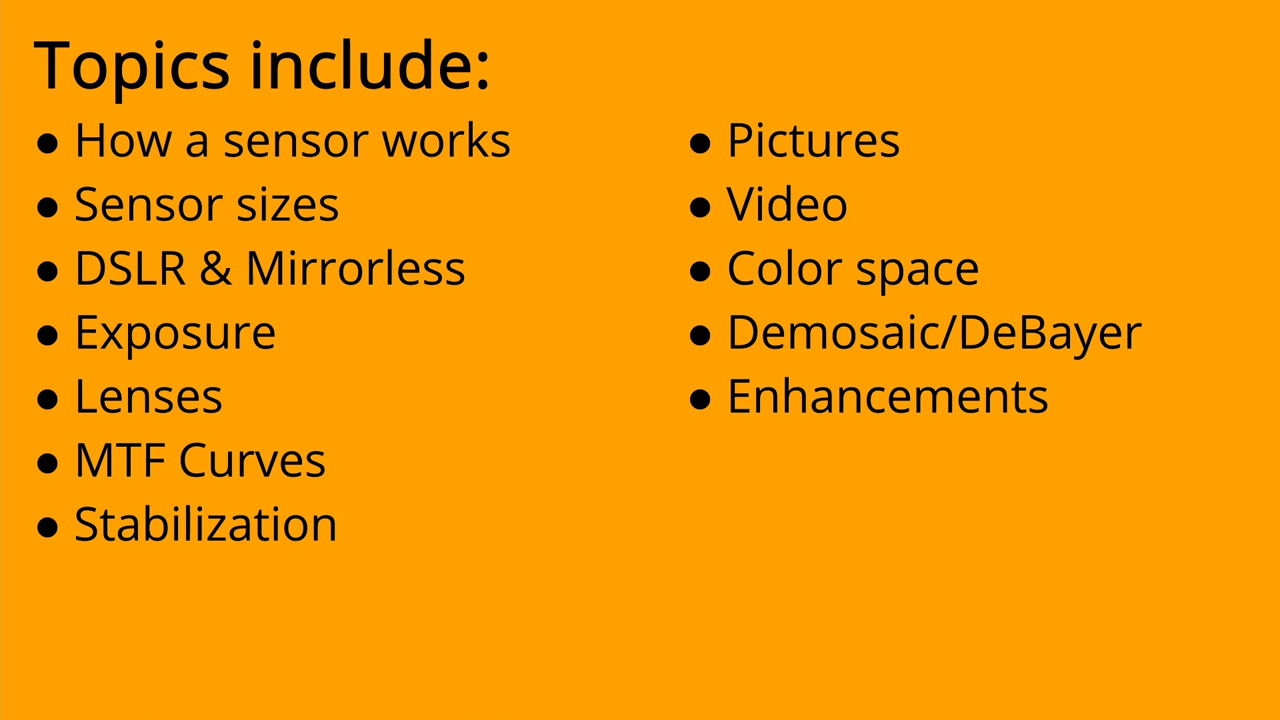 Topics include:
● How a sensor works
● Sensor sizes
● DSLR & Mirrorless
● Exposure
● Lenses
● MTF Curves
● Stabilization
● Pictures
● Video
● Color space
● Demosaic/DeBayer
● Enhancements